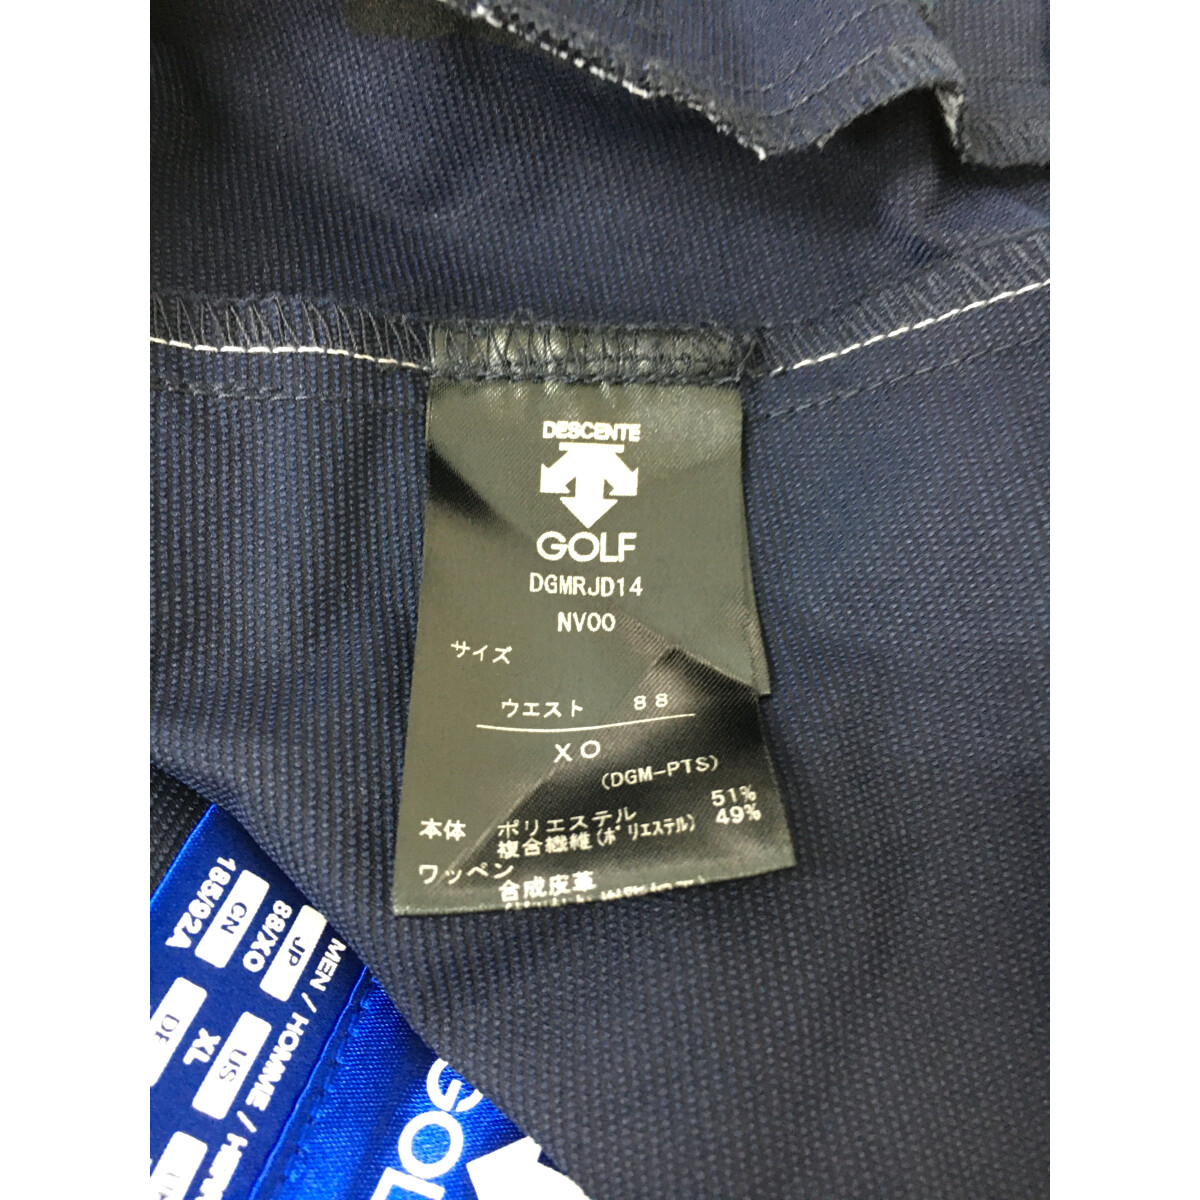 DESCENTE
GOLF
DGMRJD14
NV00
サイズ
ウエスト 88
XO
(DGM-PTS)
本体 ポリエステル 51%
複合繊維(ポリエステル) 49%
ワッペン
合成皮革
MEN / HOMME /
JP US
88/XO XL
CN DE
185/92A
GOL